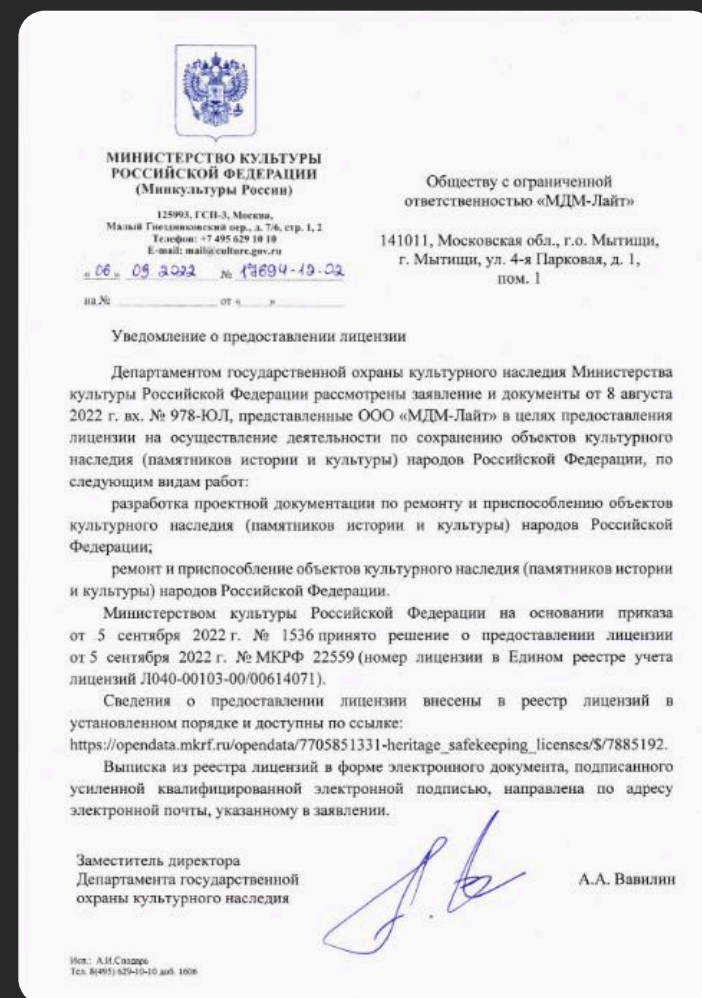 МИНИСТЕРСТВО КУЛЬТУРЫ
РОССИЙСКОЙ ФЕДЕРАЦИИ
(Минкультуры России)
125993, ГСП-3, Москва,
Малый Гнездниковский пер., д. 7/6, стр. 1, 2
Телефон: +7 495 629 10 10
E-mail: mail@culture.gov.ru
«06» 09 2022 № 17694-12-02
на № от « »
Обществу с ограниченной
ответственностью «МДМ-Лайт»
141011, Московская обл., г.о. Мытищи,
г. Мытищи, ул. 4-я Парковая, д. 1,
пом. 1
Уведомление о предоставлении лицензии
Департаментом государственной охраны культурного наследия Министерства
культуры Российской Федерации рассмотрены заявление и документы от 8 августа
2022 г. вх. № 978-ЮЛ, представленные ООО «МДМ-Лайт» в целях предоставления
лицензии на осуществление деятельности по сохранению объектов культурного
наследия (памятников истории и культуры) народов Российской Федерации, по
следующим видам работ:
разработка проектной документации по ремонту и приспособлению объектов
культурного наследия (памятников истории и культуры) народов Российской
Федерации;
ремонт и приспособление объектов культурного наследия (памятников истории
и культуры) народов Российской Федерации.
Министерством культуры Российской Федерации на основании приказа
от 5 сентября 2022 г. № 1536 принято решение о предоставлении лицензии
от 5 сентября 2022 г. № МКРФ 22559 (номер лицензии в Едином реестре учета
лицензий Л040-00103-00/00614071).
Сведения о предоставлении лицензии внесены в реестр лицензий в
установленном порядке и доступны по ссылке:
https://opendata.mkrf.ru/opendata/7705851331-heritage_safekeeping_licenses/$/7885192.
Выписка из реестра лицензий в форме электронного документа, подписанного
усиленной квалифицированной электронной подписью, направлена по адресу
электронной почты, указанному в заявлении.
Заместитель директора
Департамента государственной
охраны культурного наследия
А.А. Вавилин
Исп.: А.И.
Тел. 8(495) 629-10-10 доб. 1606